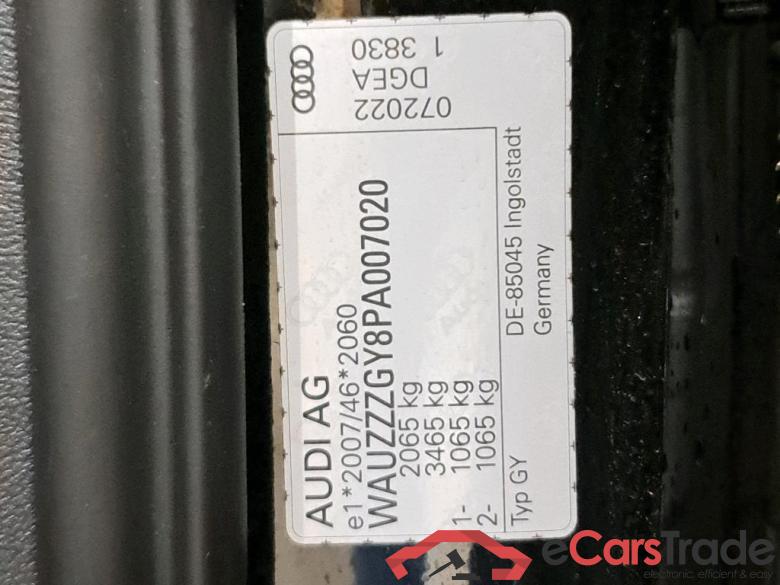 AUDI AG
e1*2007/46*2060
WAUZZZGY8PA007020
2065 kg
3465 kg
1- 1065 kg
2- 1065 kg
Typ GY
DE-85045 Ingolstadt
Germany
072022
DGEA
1 3830
eCarsTrade
electronic, efficient & easy